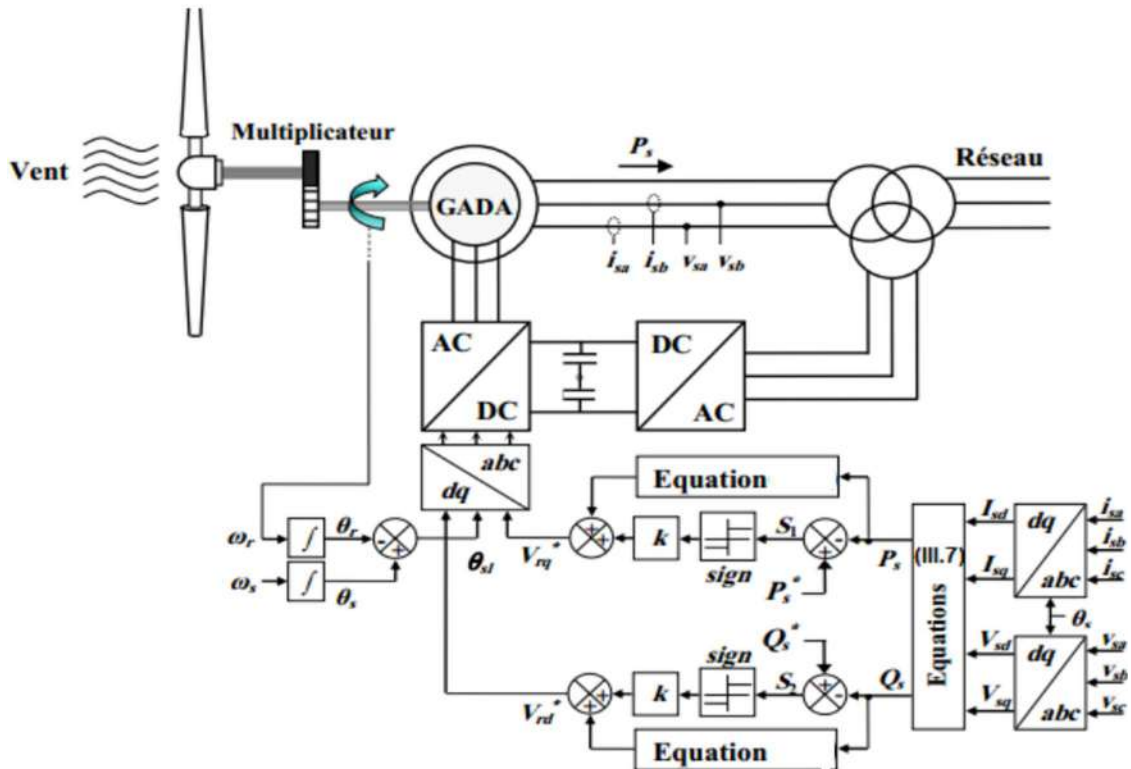 Vent
Multiplicateur
GADA
P_s
Réseau
i_sa i_sb v_sa v_sb
AC
DC
DC
AC
abc
dq
Equation
ω_r ∫ θ_r
ω_s ∫ θ_s
- +
θ_sl
V_rq*
+ +
k
sign
S_1
- +
P_s
P_s*
(III.7)
Equations
I_sd
I_sq
dq
abc
i_sa
i_sb
i_sc
θ_s
V_sd
V_sq
dq
abc
v_sa
v_sb
v_sc
Q_s*
V_rd*
+ +
k
sign
S_2
+ -
Q_s
Equation